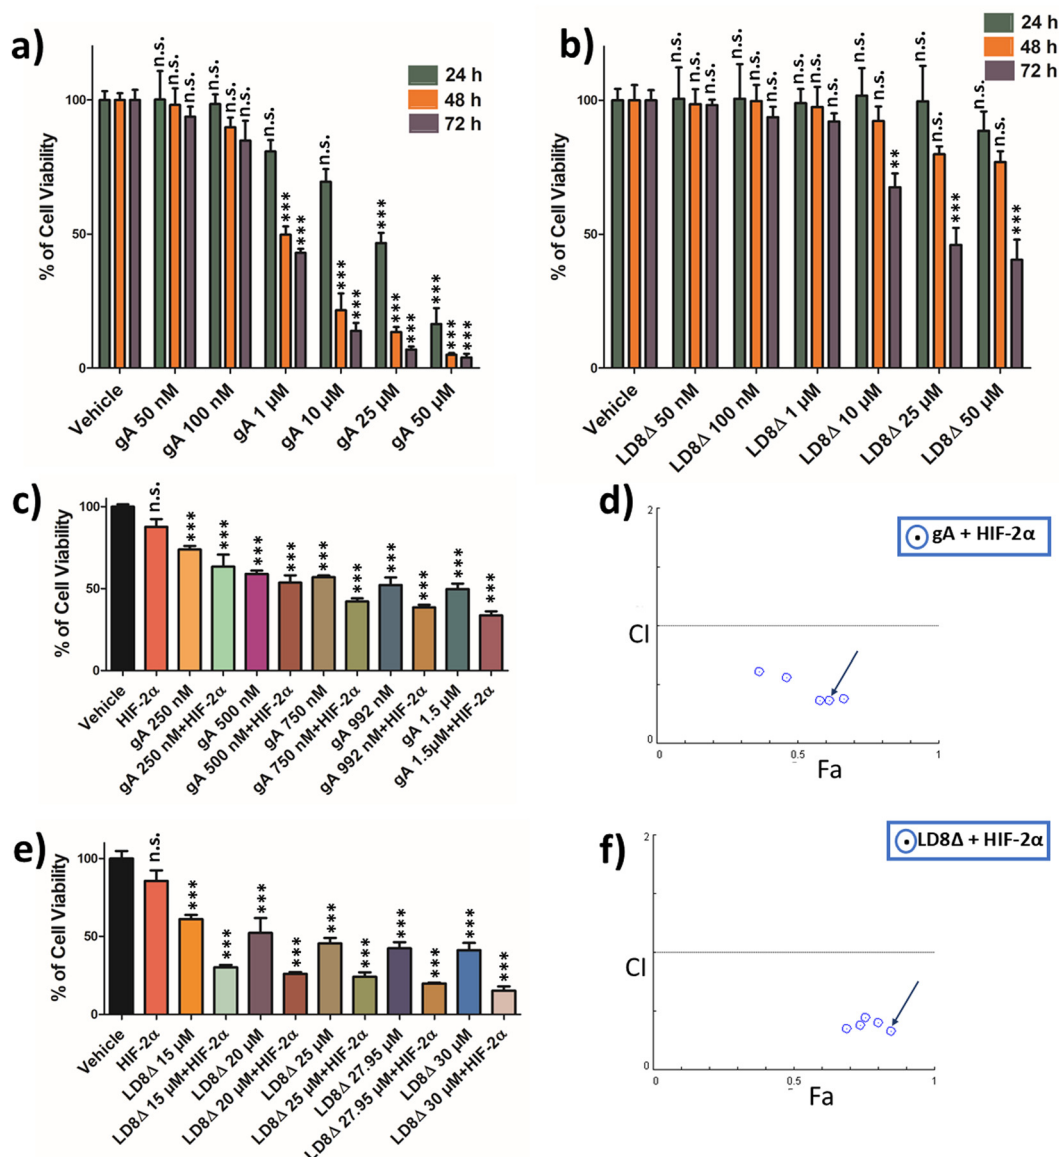 a)
24 h
48 h
72 h
% of Cell Viability
100
50
0
n.s.
n.s.
n.s.
n.s.
n.s.
n.s.
n.s.
***
***
n.s.
***
***
***
***
***
***
***
***
Vehicle
gA 50 nM
gA 100 nM
gA 1 µM
gA 10 µM
gA 25 µM
gA 50 µM
b)
24 h
48 h
72 h
% of Cell Viability
100
50
0
n.s.
n.s.
n.s.
n.s.
n.s.
n.s.
n.s.
n.s.
n.s.
n.s.
n.s.
**
n.s.
n.s.
***
n.s.
n.s.
***
Vehicle
LD8Δ 50 nM
LD8Δ 100 nM
LD8Δ 1 µM
LD8Δ 10 µM
LD8Δ 25 µM
LD8Δ 50 µM
c)
% of Cell Viability
100
50
0
n.s.
***
***
***
***
***
***
***
***
***
***
Vehicle
HIF-2α
gA 250 nM
gA 250 nM+HIF-2α
gA 500 nM
gA 500 nM+HIF-2α
gA 750 nM
gA 750 nM+HIF-2α
gA 992 nM
gA 992 nM+HIF-2α
gA 1.5 µM
gA 1.5µM+HIF-2α
d)
gA + HIF-2α
2
CI
0
0
0.5
1
Fa
e)
% of Cell Viability
100
50
0
n.s.
***
***
***
***
***
***
***
***
***
***
Vehicle
HIF-2α
LD8Δ 15 µM
LD8Δ 15 µM+HIF-2α
LD8Δ 20 µM
LD8Δ 20 µM+HIF-2α
LD8Δ 25 µM
LD8Δ 25 µM+HIF-2α
LD8Δ 27.95 µM
LD8Δ 27.95 µM+HIF-2α
LD8Δ 30 µM
LD8Δ 30 µM+HIF-2α
f)
LD8Δ + HIF-2α
2
CI
0
0
0.5
1
Fa